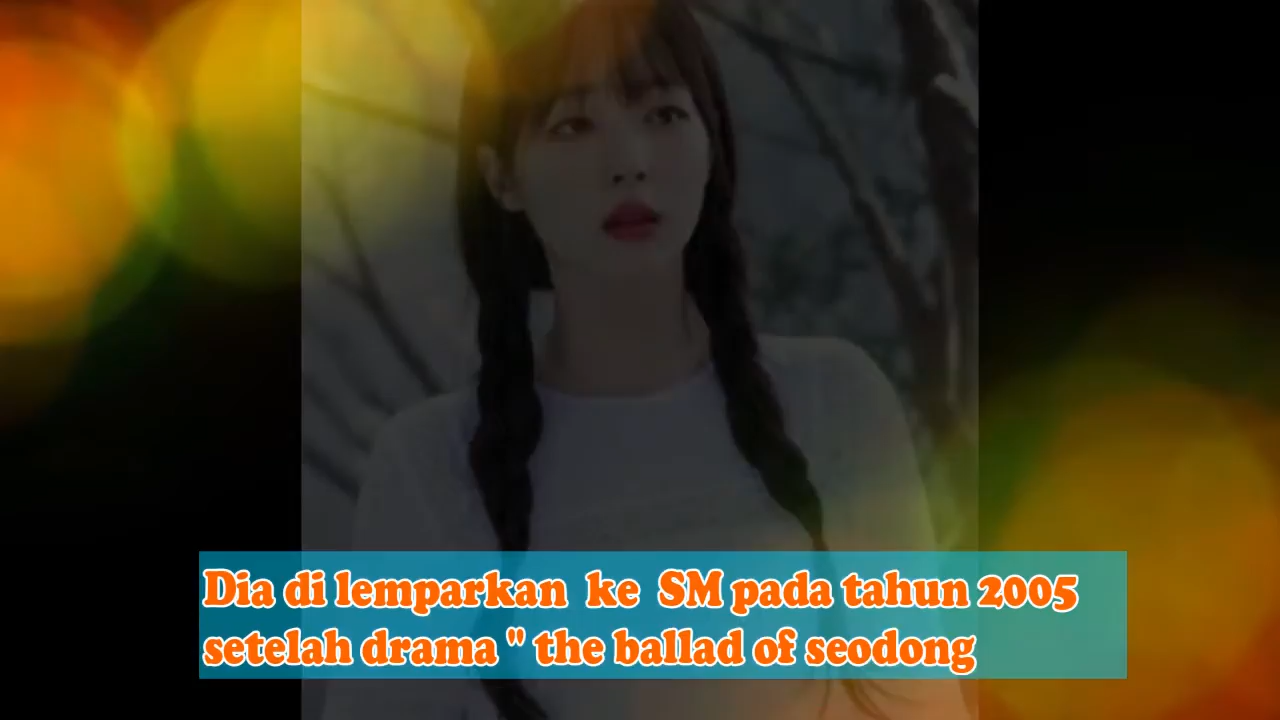 Dia di lemparkan ke SM pada tahun 2005
setelah drama " the ballad of seodong